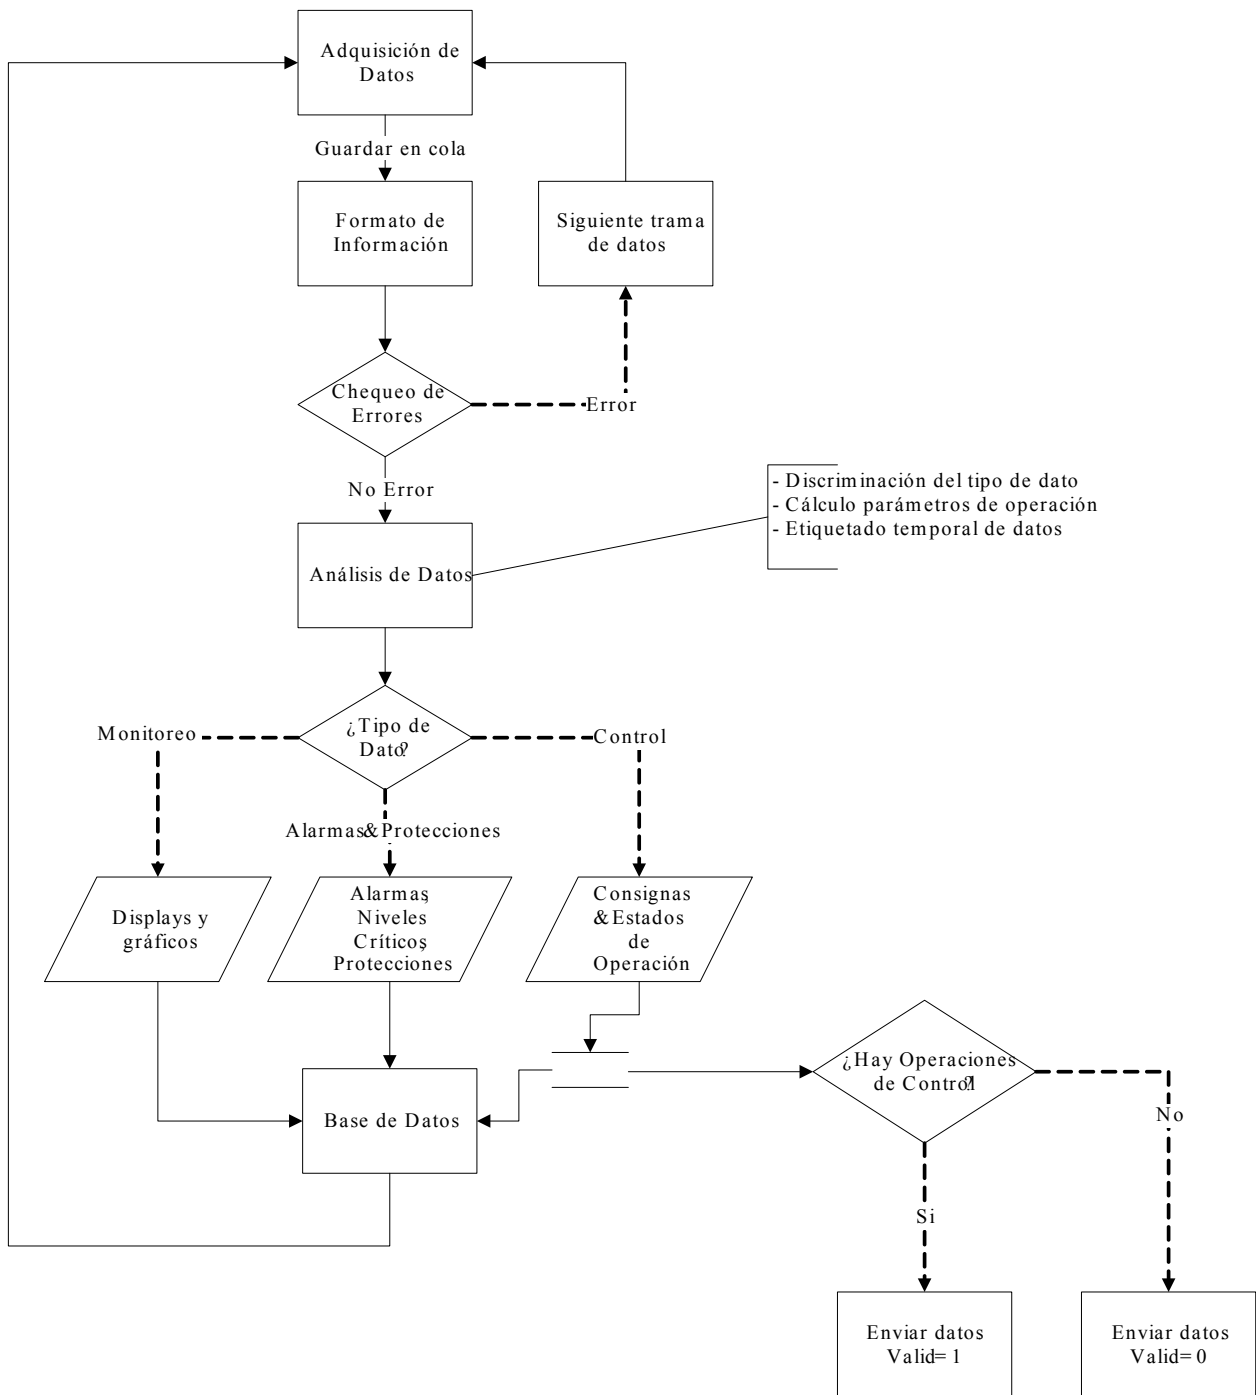 Adquisición de
Datos
Guardar en cola
Formato de
Información
Siguiente trama
de datos
Chequeo de
Errores
Error
No Error
- Discriminación del tipo de dato
- Cálculo parámetros de operación
- Etiquetado temporal de datos
Análisis de Datos
Monitoreo
¿Tipo de
Dato?
Control
Alarmas&Protecciones
Displays y
gráficos
Alarmas,
Niveles
Críticos,
Protecciones
Consignas
&Estados
de
Operación
¿Hay Operaciones
de Control?
Base de Datos
No
Si
Enviar datos
Valid=1
Enviar datos
Valid=0